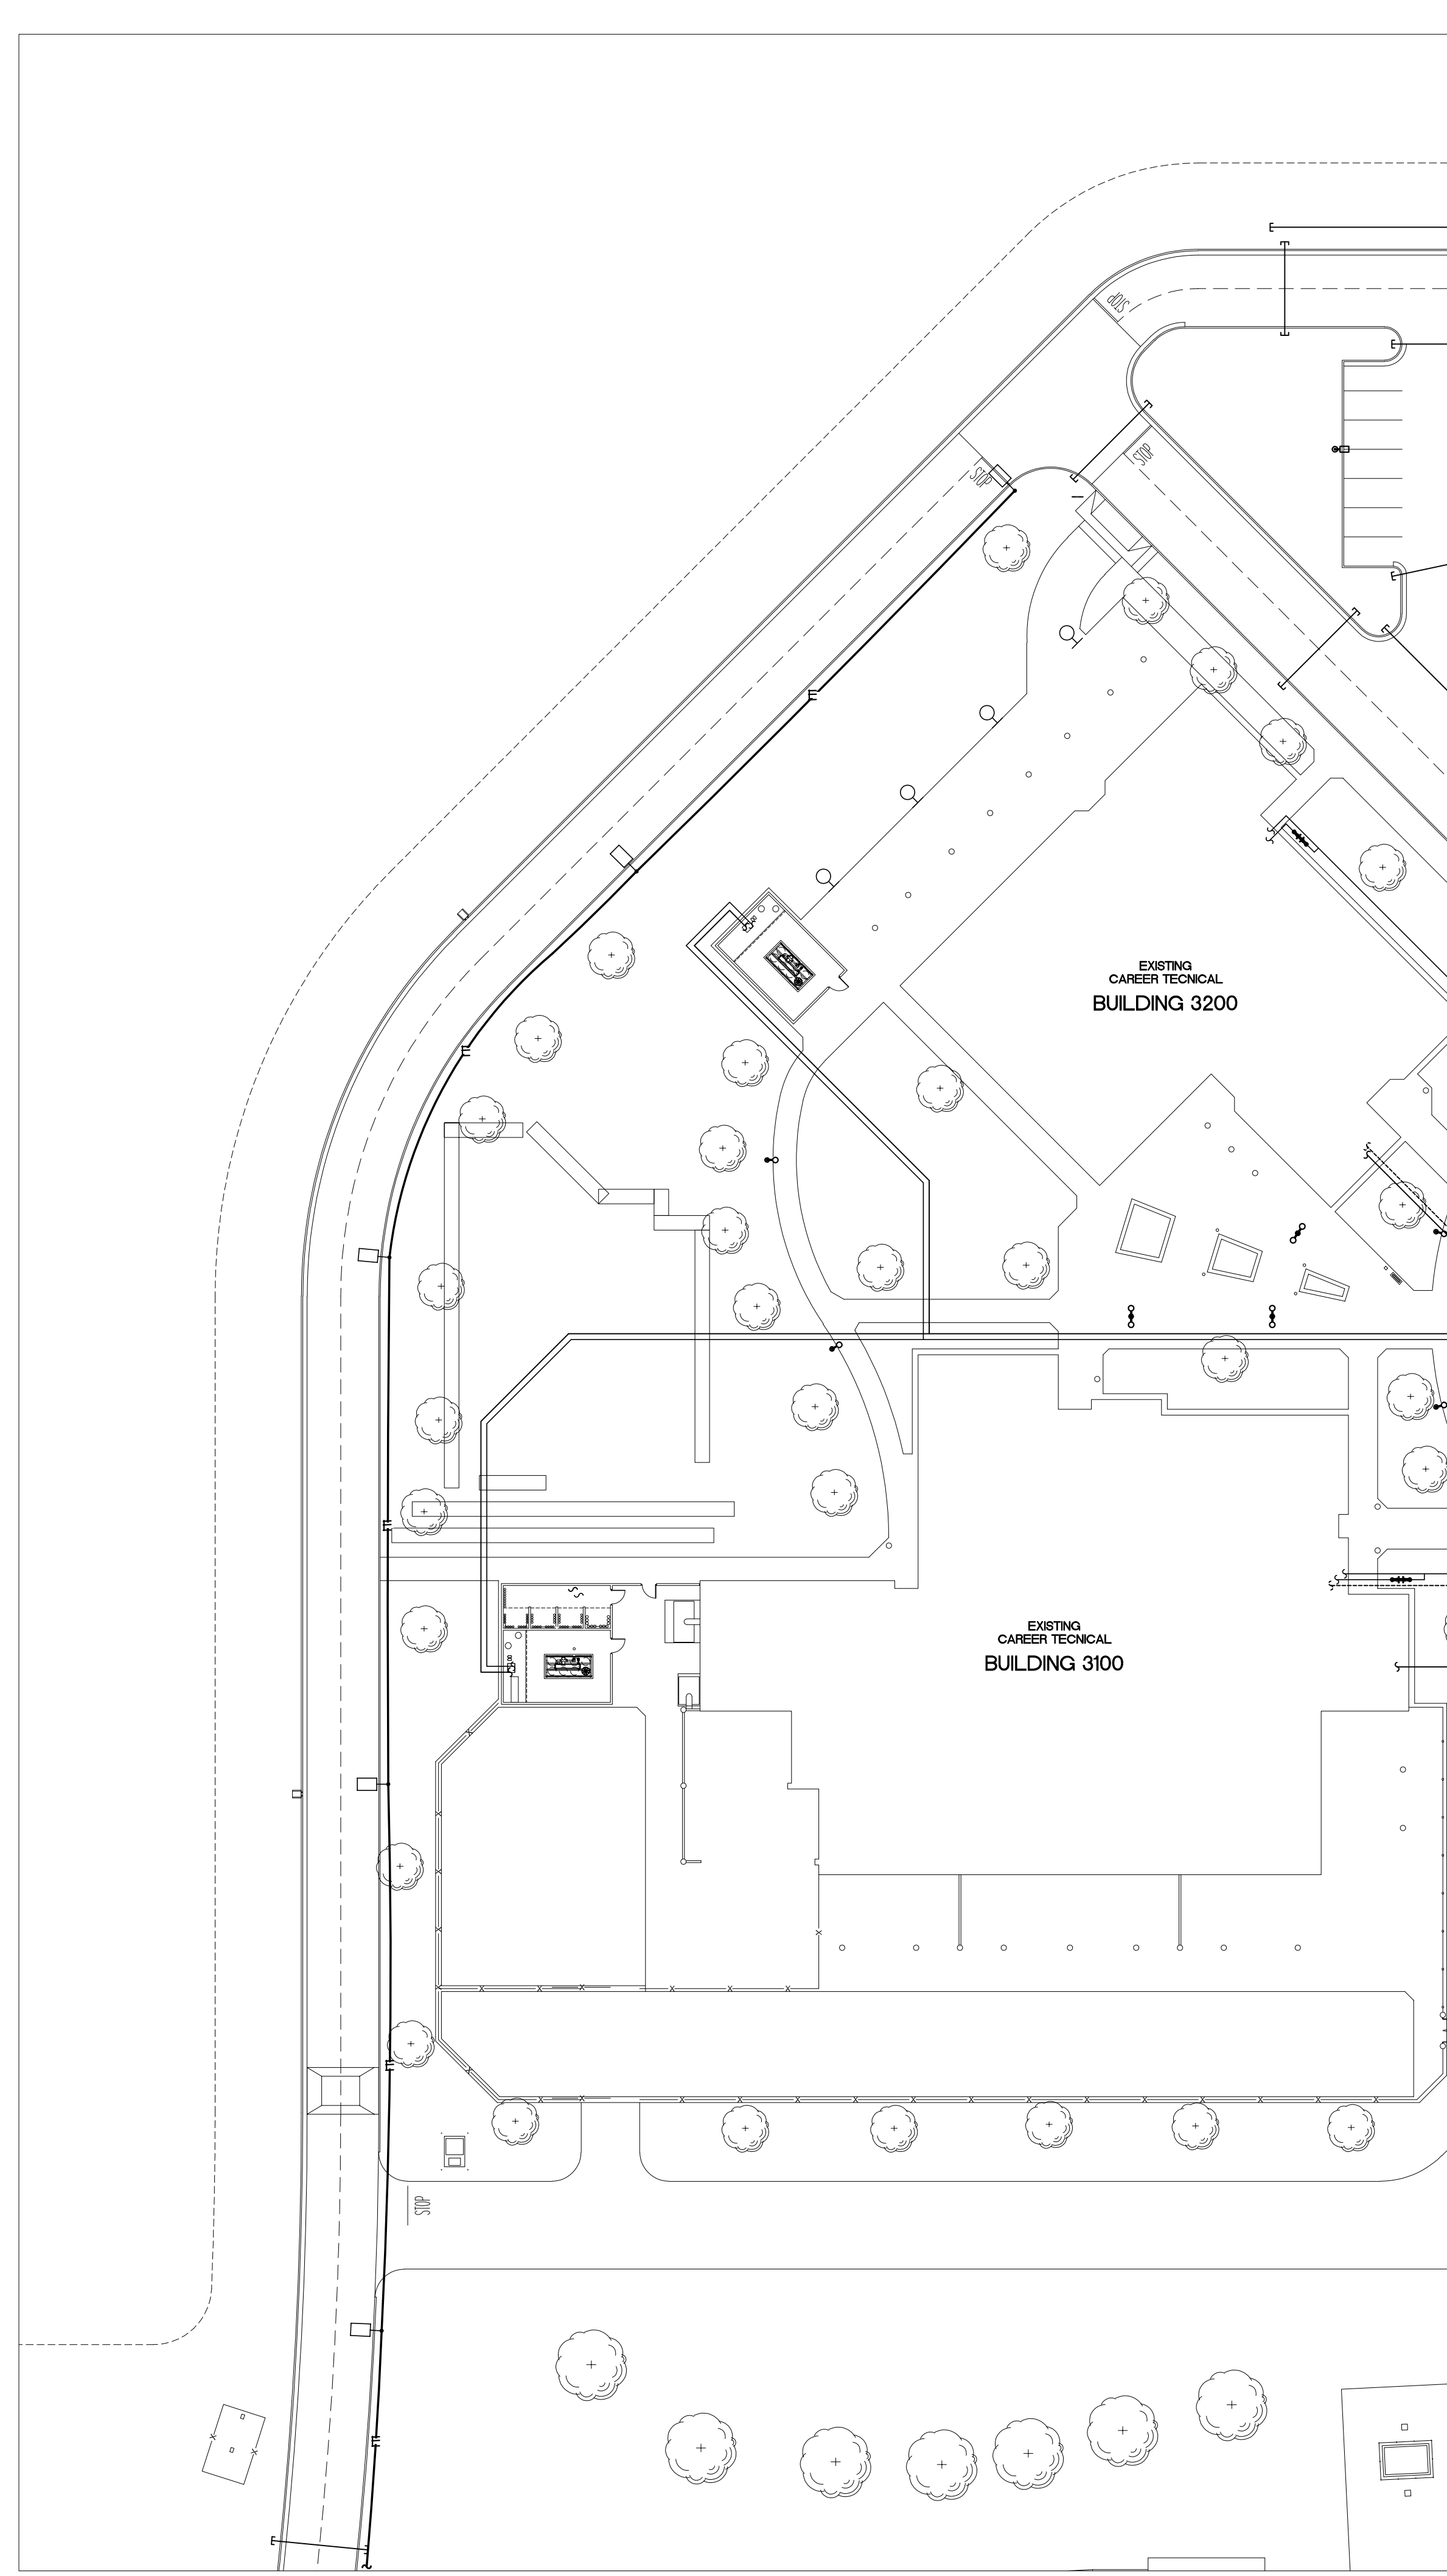 STOP
STOP
STOP
EXISTING
CAREER TECNICAL
BUILDING 3200
EXISTING
CAREER TECNICAL
BUILDING 3100
STOP